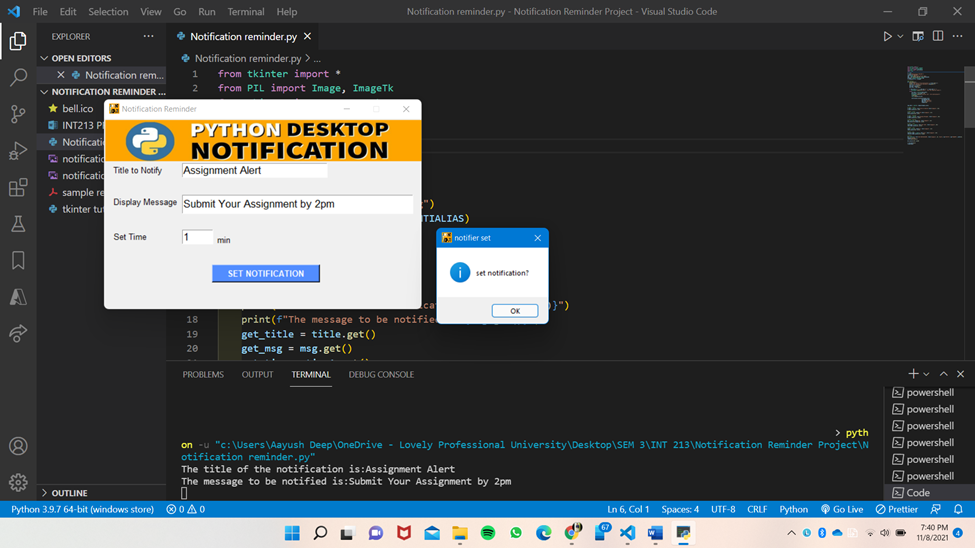 File Edit Selection View Go Run Terminal Help
Notification reminder.py - Notification Reminder Project - Visual Studio Code
EXPLORER
OPEN EDITORS
Notification rem...
NOTIFICATION REMINDER ...
bell.ico
INT213 P
Notificati
notificatio
notificatio
sample re
tkinter tu
OUTLINE
Notification reminder.py
Notification reminder.py > ...
1 from tkinter import *
2 from PIL import Image, ImageTk
Notification Reminder
PYTHON DESKTOP
NOTIFICATION
Title to Notify Assignment Alert
Display Message Submit Your Assignment by 2pm
Set Time 1 min
SET NOTIFICATION
")
NTIALIAS)
notifier set
set notification?
OK
18 print(f"The message to be notified
19 get_title = title.get()
20 get_msg = msg.get()
PROBLEMS OUTPUT TERMINAL DEBUG CONSOLE
> pyth
on -u "c:\Users\Aayush Deep\OneDrive - Lovely Professional University\Desktop\SEM 3\INT 213\Notification Reminder Project\N
otification reminder.py"
The title of the notification is:Assignment Alert
The message to be notified is:Submit Your Assignment by 2pm
powershell
powershell
powershell
powershell
powershell
powershell
Code
Python 3.9.7 64-bit (windows store) 0 0 Ln 6, Col 1 Spaces: 4 UTF-8 CRLF Python Go Live Prettier
67
7:40 PM
11/8/2021
4